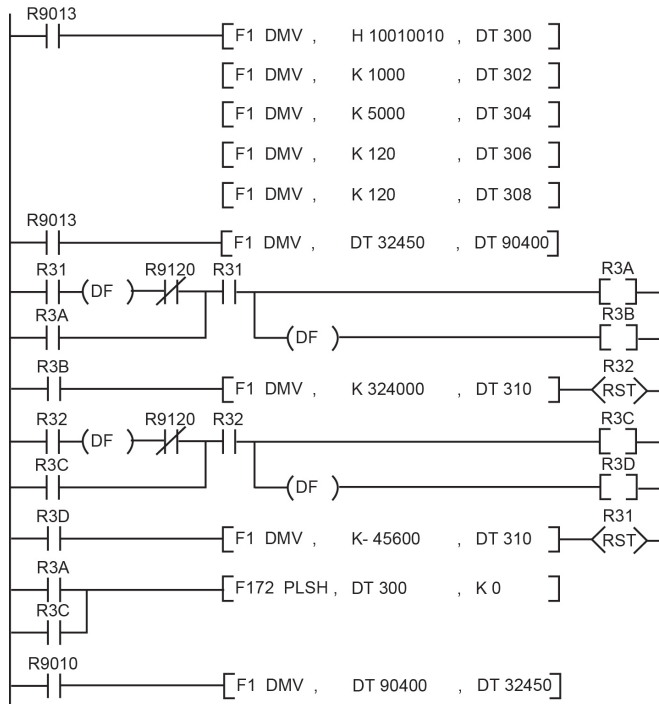 R9013
F1 DMV , H 10010010 , DT 300
F1 DMV , K 1000 , DT 302
F1 DMV , K 5000 , DT 304
F1 DMV , K 120 , DT 306
F1 DMV , K 120 , DT 308
R9013
F1 DMV , DT 32450 , DT 90400
R31 R9120 R31 R3A
DF
R3A R3B
DF
R3B R32
F1 DMV , K 324000 , DT 310 RST
R32 R9120 R32 R3C
DF
R3C R3D
DF
R3D R31
F1 DMV , K- 45600 , DT 310 RST
R3A
F172 PLSH , DT 300 , K 0
R3C
R9010
F1 DMV , DT 90400 , DT 32450